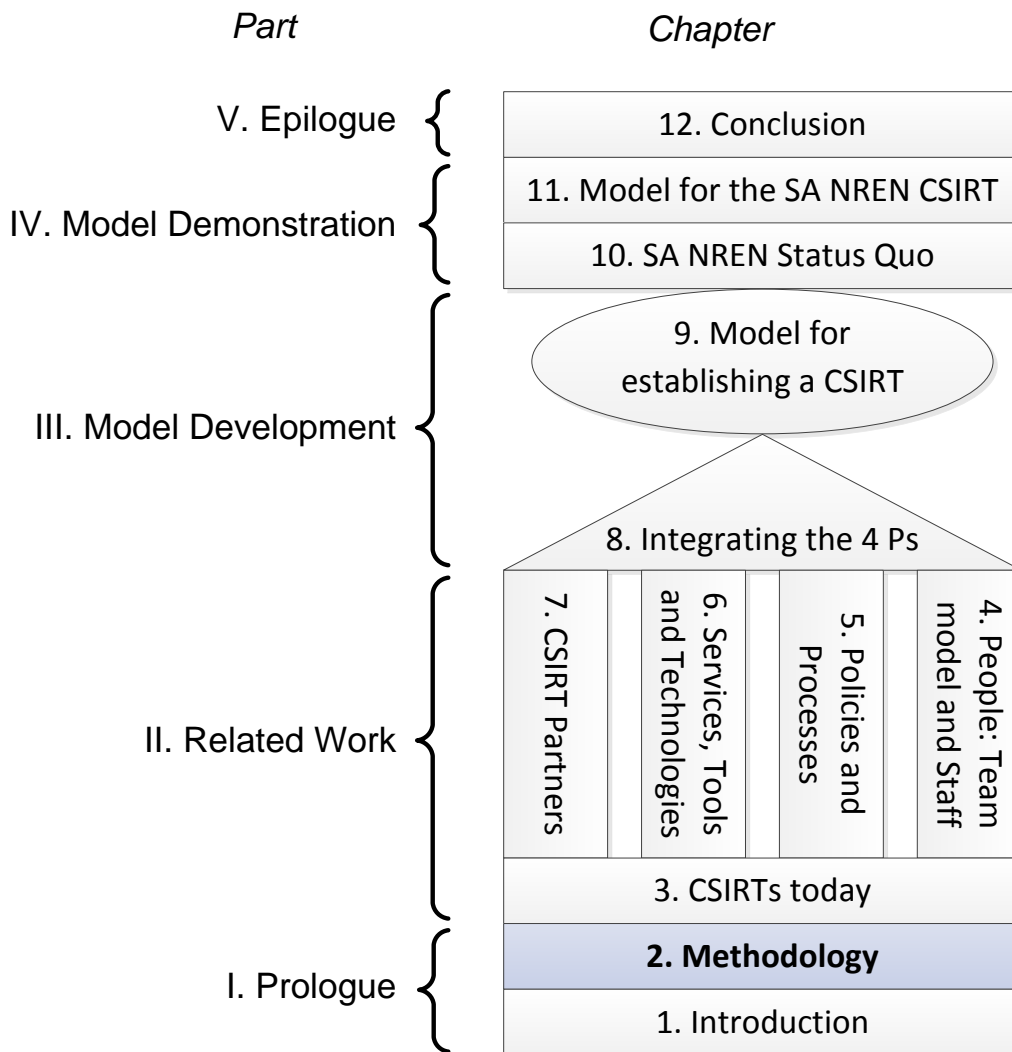 Part
Chapter
V. Epilogue
12. Conclusion
11. Model for the SA NREN CSIRT
IV. Model Demonstration
10. SA NREN Status Quo
9. Model for
establishing a CSIRT
III. Model Development
8. Integrating the 4 Ps
7. CSIRT Partners
6. Services, Tools
and Technologies
5. Policies and
Processes
4. People: Team
model and Staff
II. Related Work
3. CSIRTs today
2. Methodology
I. Prologue
1. Introduction